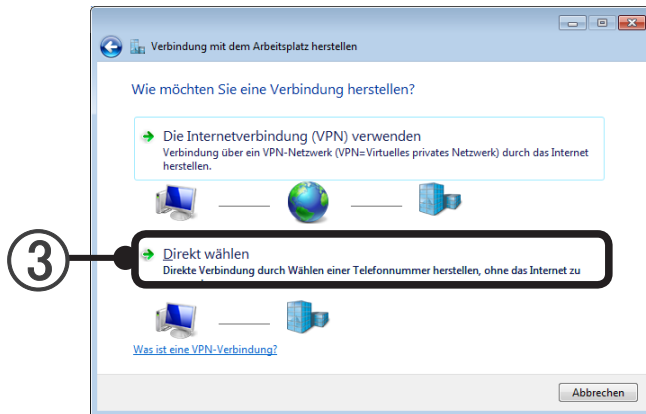 Verbindung mit dem Arbeitsplatz herstellen
Wie möchten Sie eine Verbindung herstellen?
Die Internetverbindung (VPN) verwenden
Verbindung über ein VPN-Netzwerk (VPN=Virtuelles privates Netzwerk) durch das Internet
herstellen.
3
Direkt wählen
Direkte Verbindung durch Wählen einer Telefonnummer herstellen, ohne das Internet zu
Was ist eine VPN-Verbindung?
Abbrechen